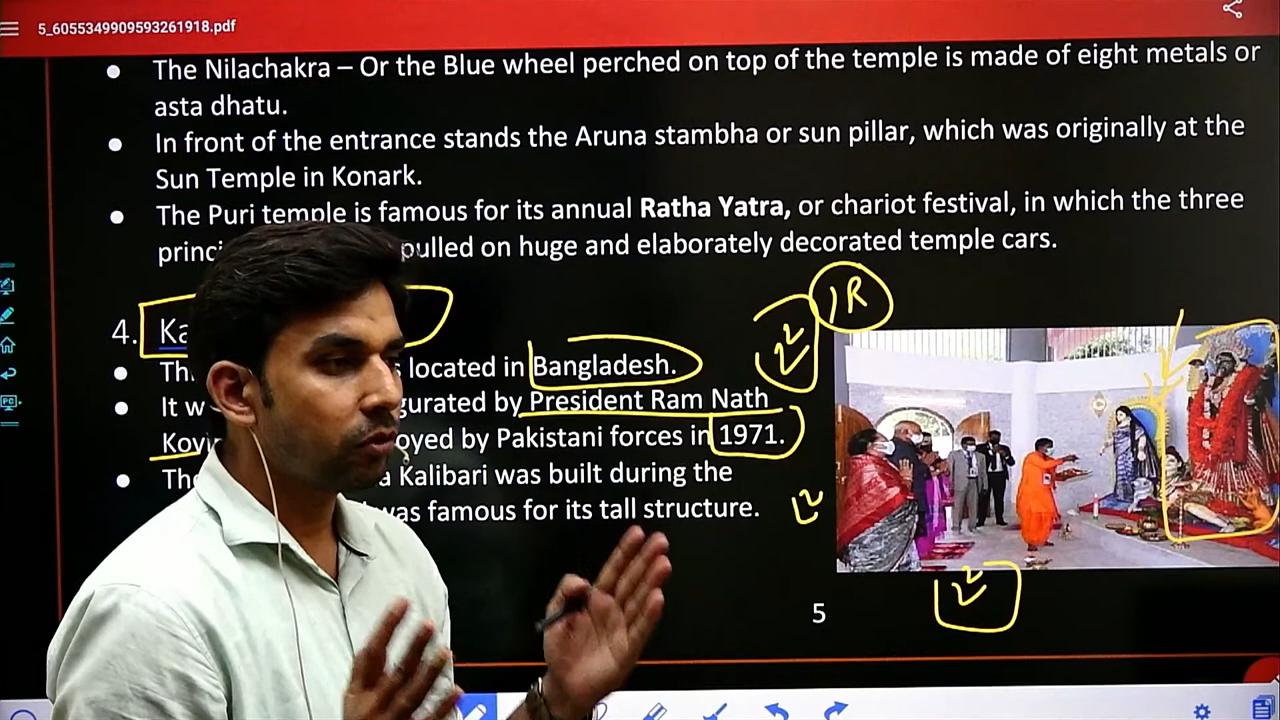 5_6055349909593261918.pdf
● The Nilachakra – Or the Blue wheel perched on top of the temple is made of eight metals or
asta dhatu.
● In front of the entrance stands the Aruna stambha or sun pillar, which was originally at the
Sun Temple in Konark.
● The Puri temple is famous for its annual Ratha Yatra, or chariot festival, in which the three
princ pulled on huge and elaborately decorated temple cars.
IR
4. Ka
● Th located in Bangladesh.
● It w gurated by President Ram Nath
Kovi oyed by Pakistani forces in 1971.
● The a Kalibari was built during the
was famous for its tall structure.
5